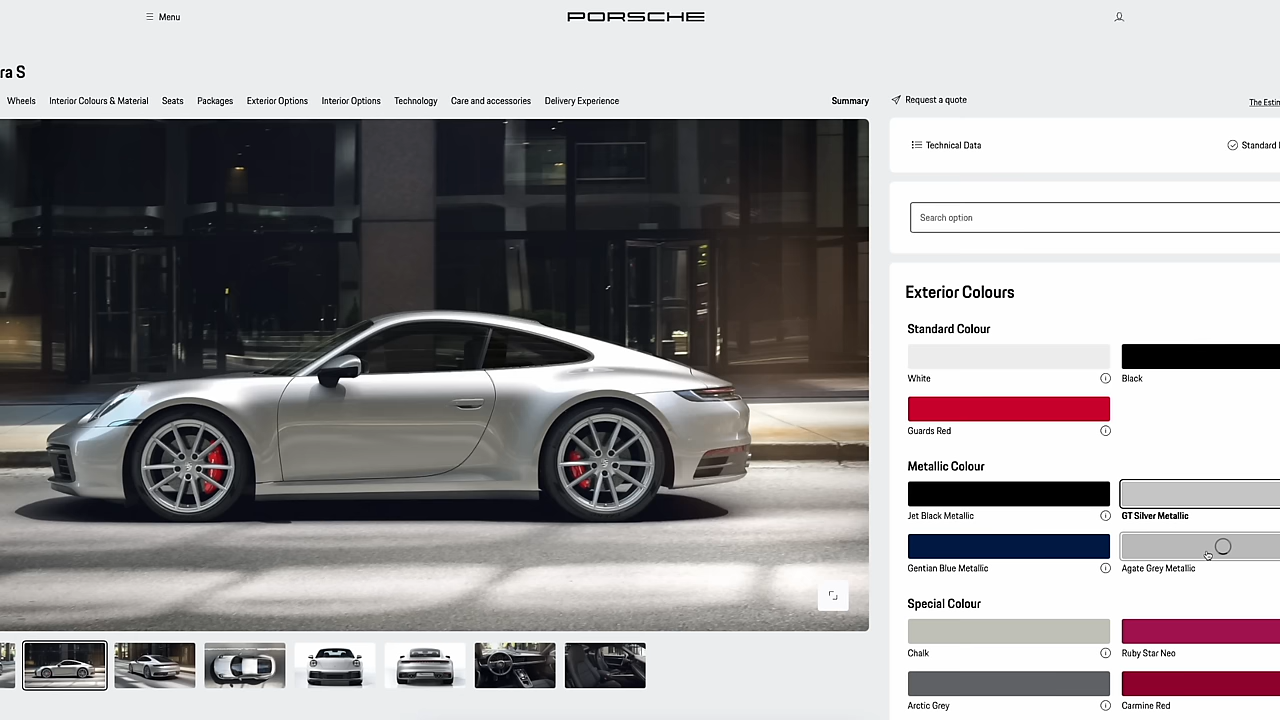 Menu
PORSCHE
ra S
Wheels Interior Colours & Material Seats Packages Exterior Options Interior Options Technology Care and accessories Delivery Experience Summary
Request a quote
The Estim
Technical Data
Standard
Search option
Exterior Colours
Standard Colour
White Black
Guards Red
Metallic Colour
Jet Black Metallic GT Silver Metallic
Gentian Blue Metallic Agate Grey Metallic
Special Colour
Chalk Ruby Star Neo
Arctic Grey Carmine Red